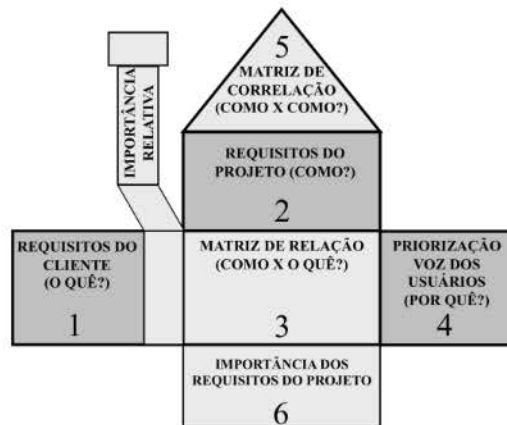 5
MATRIZ DE
CORRELAÇÃO
(COMO X COMO?)
IMPORTÂNCIA
RELATIVA
REQUISITOS DO
PROJETO (COMO?)
2
REQUISITOS DO
CLIENTE
(O QUÊ?)
1
MATRIZ DE RELAÇÃO
(COMO X O QUÊ?)
3
PRIORIZAÇÃO
VOZ DOS
USUÁRIOS
(POR QUÊ?)
4
IMPORTÂNCIA DOS
REQUISITOS DO PROJETO
6